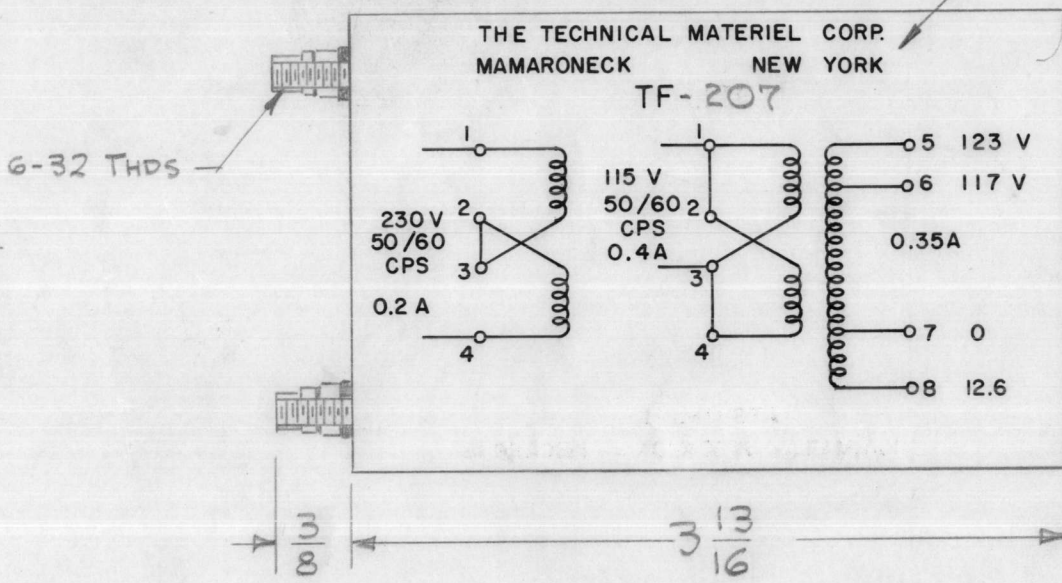 THE TECHNICAL MATERIEL CORP.
MAMARONECK NEW YORK
TF-207
6-32 THDS
1
2
3
4
230 V
50/60
CPS
0.2 A
1
2
3
4
115 V
50/60
CPS
0.4A
5 123 V
6 117 V
0.35A
7 0
8 12.6
3/8
3 13/16